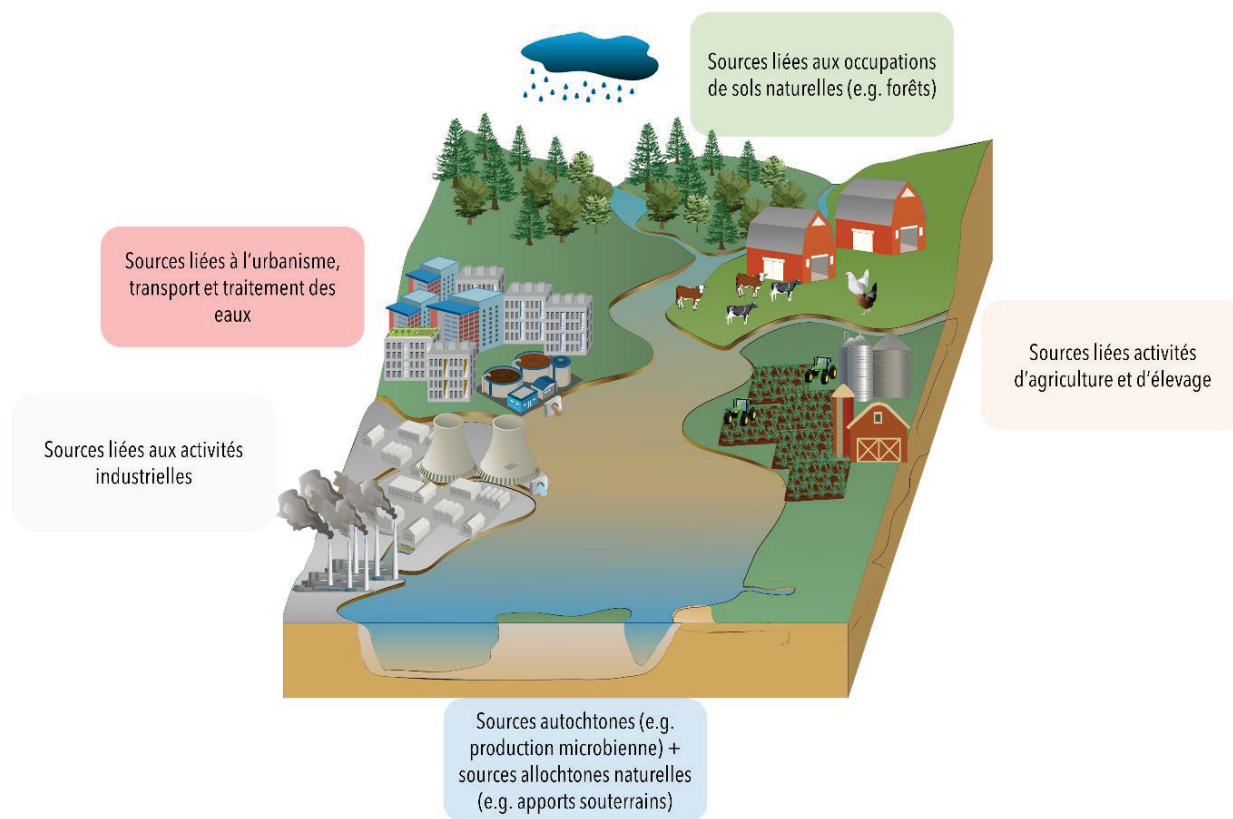 Sources liées aux occupations
de sols naturelles (e.g. forêts)
Sources liées à l'urbanisme,
transport et traitement des
eaux
Sources liées activités
d'agriculture et d'élevage
Sources liées aux activités
industrielles
Sources autochtones (e.g.
production microbienne) +
sources allochtones naturelles
(e.g. apports souterrains)